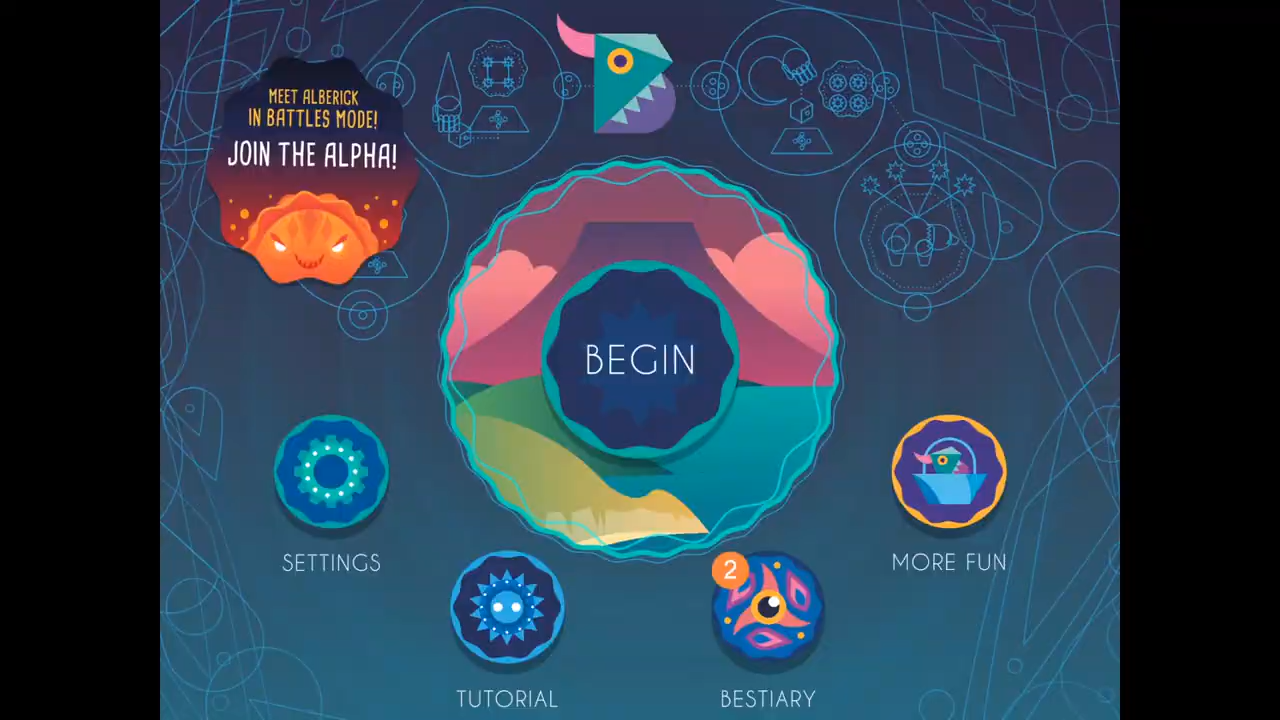 MEET ALBERICK
IN BATTLES MODE!
JOIN THE ALPHA!
BEGIN
SETTINGS
MORE FUN
2
TUTORIAL
BESTIARY